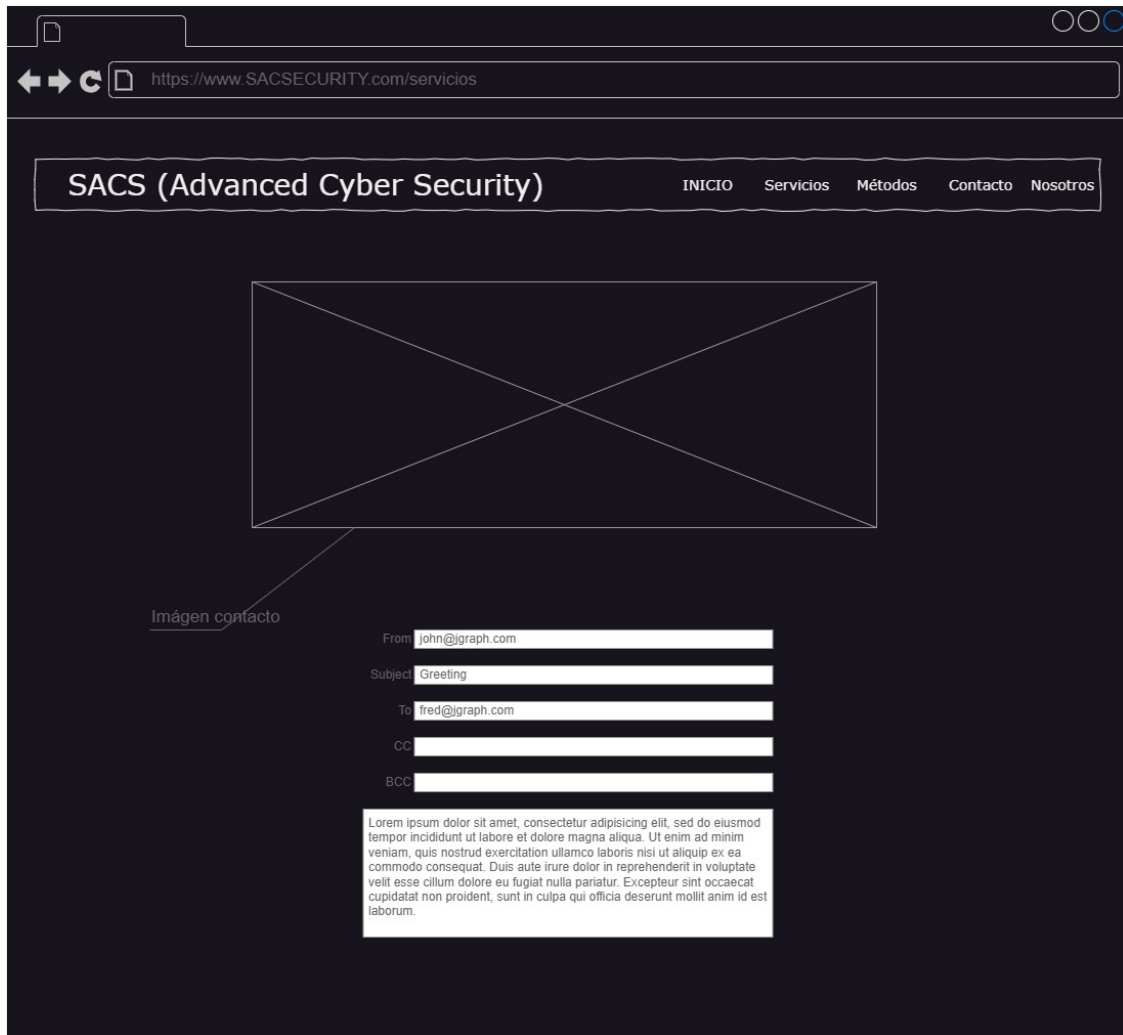 https://www.SACSECURITY.com/servicios
SACS (Advanced Cyber Security) INICIO Servicios Métodos Contacto Nosotros
Imágen contacto
From john@jgraph.com
Subject Greeting
To fred@jgraph.com
CC
BCC
Lorem ipsum dolor sit amet, consectetur adipisicing elit, sed do eiusmod
tempor incididunt ut labore et dolore magna aliqua. Ut enim ad minim
veniam, quis nostrud exercitation ullamco laboris nisi ut aliquip ex ea
commodo consequat. Duis aute irure dolor in reprehenderit in voluptate
velit esse cillum dolore eu fugiat nulla pariatur. Excepteur sint occaecat
cupidatat non proident, sunt in culpa qui officia deserunt mollit anim id est
laborum.